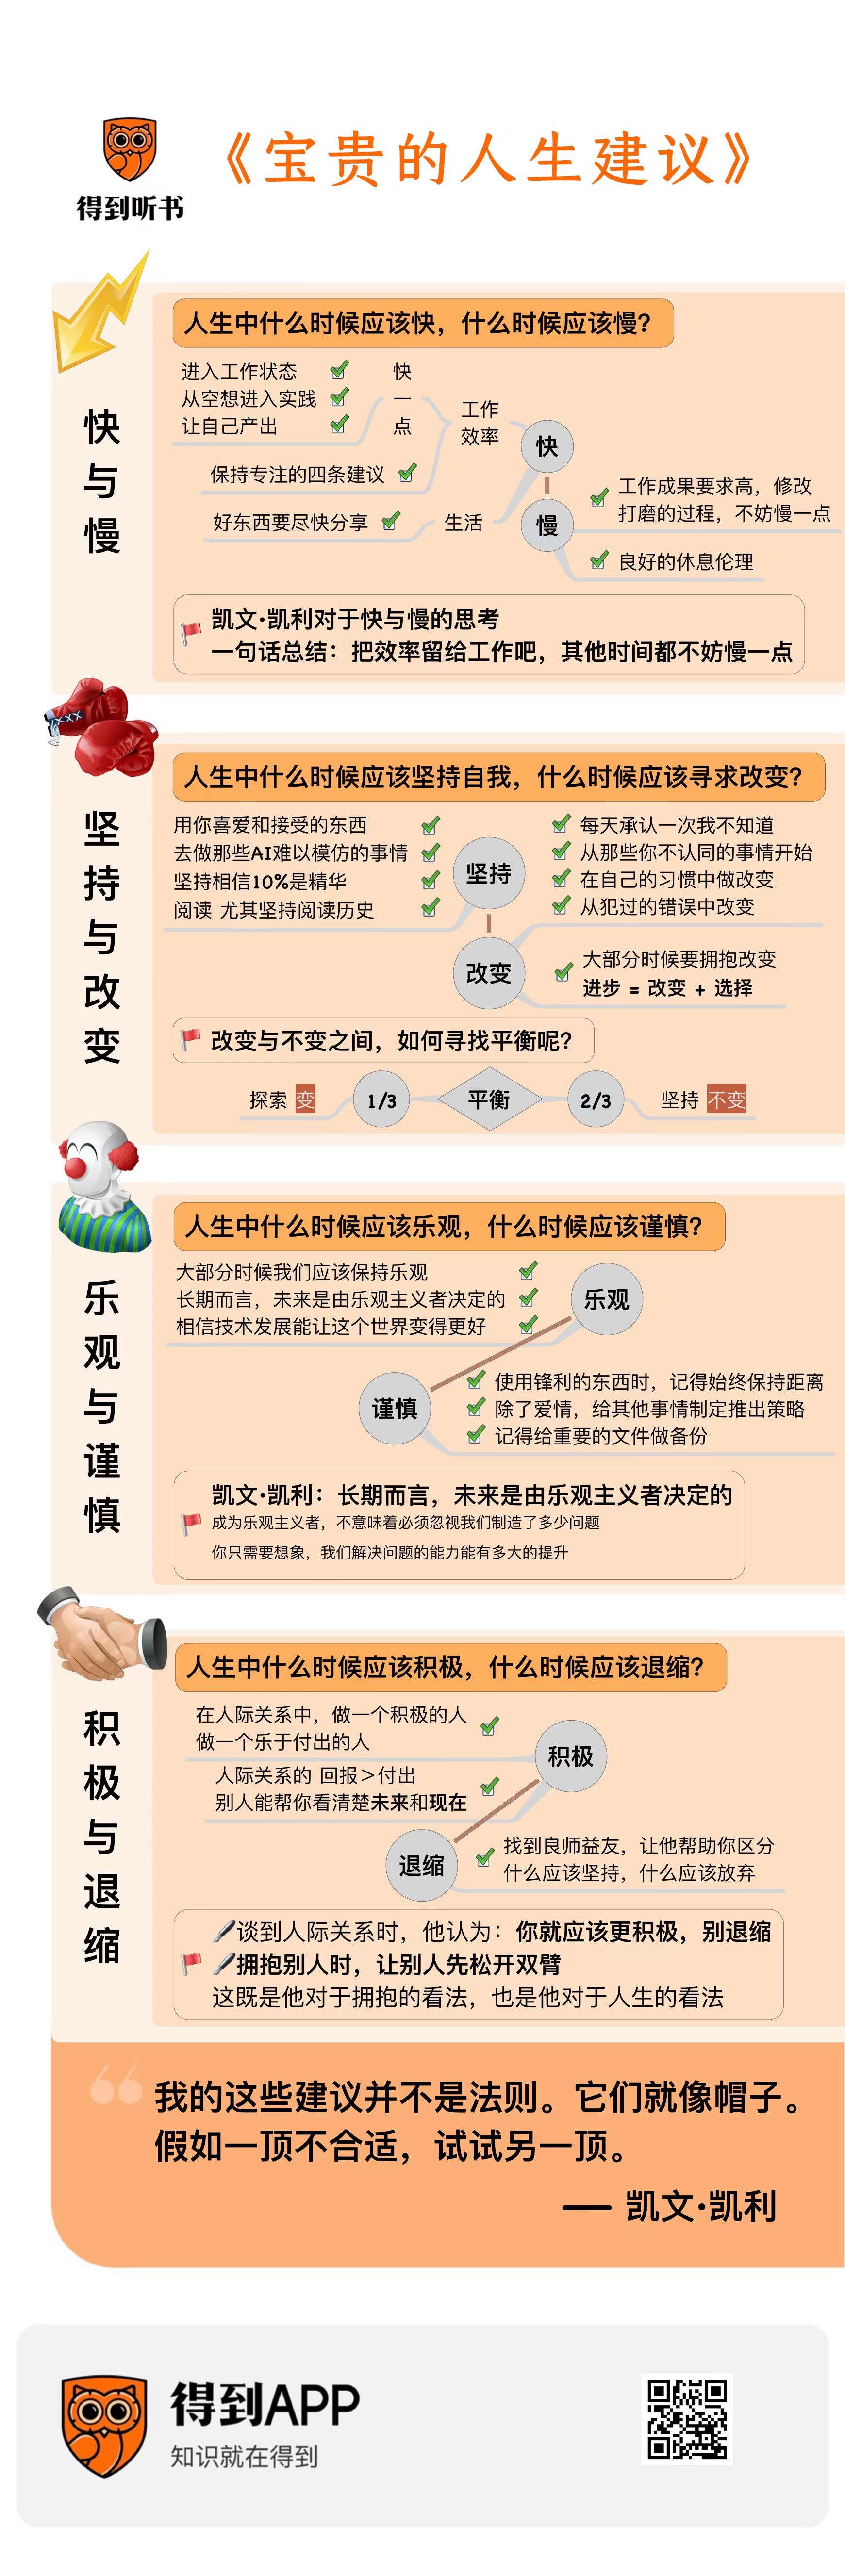 得到听书
《宝贵的人生建议》
快与慢
人生中什么时候应该快，什么时候应该慢？
进入工作状态
从空想进入实践
让自己产出
快一点
保持专注的四条建议
工作
效率
好东西要尽快分享
生活
快
慢
工作成果要求高，修改
打磨的过程，不妨慢一点
良好的休息伦理
凯文·凯利对于快与慢的思考
一句话总结：把效率留给工作吧，其他时间都不妨慢一点
XXX
坚持与改变
人生中什么时候应该坚持自我，什么时候应该寻求改变？
用你喜爱和接受的东西
去做那些AI难以模仿的事情
坚持相信10%是精华
阅读 尤其坚持阅读历史
坚持
改变
每天承认一次我不知道
从那些你不认同的事情开始
在自己的习惯中做改变
从犯过的错误中改变
大部分时候要拥抱改变
进步 = 改变 + 选择
改变与不变之间，如何寻找平衡呢？
探索 变
1/3
平衡
2/3
坚持 不变
乐观与谨慎
人生中什么时候应该乐观，什么时候应该谨慎？
大部分时候我们应该保持乐观
长期而言，未来是由乐观主义者决定的
相信技术发展能让这个世界变得更好
乐观
谨慎
使用锋利的东西时，记得始终保持距离
除了爱情，给其他事情制定推出策略
记得给重要的文件做备份
凯文·凯利：长期而言，未来是由乐观主义者决定的
成为乐观主义者，不意味着必须忽视我们制造了多少问题
你只需要想象，我们解决问题的能力能有多大的提升
积极与退缩
人生中什么时候应该积极，什么时候应该退缩？
在人际关系中，做一个积极的人
做一个乐于付出的人
人际关系的 回报＞付出
别人能帮你看清楚未来和现在
积极
退缩
找到良师益友，让他帮助你区分
什么应该坚持，什么应该放弃
谈到人际关系时，他认为：你就应该更积极，别退缩
拥抱别人时，让别人先松开双臂
这既是他对于拥抱的看法，也是他对于人生的看法
我的这些建议并不是法则。它们就像帽子。
假如一顶不合适，试试另一顶。
—— 凯文·凯利
得到APP
知识就在得到